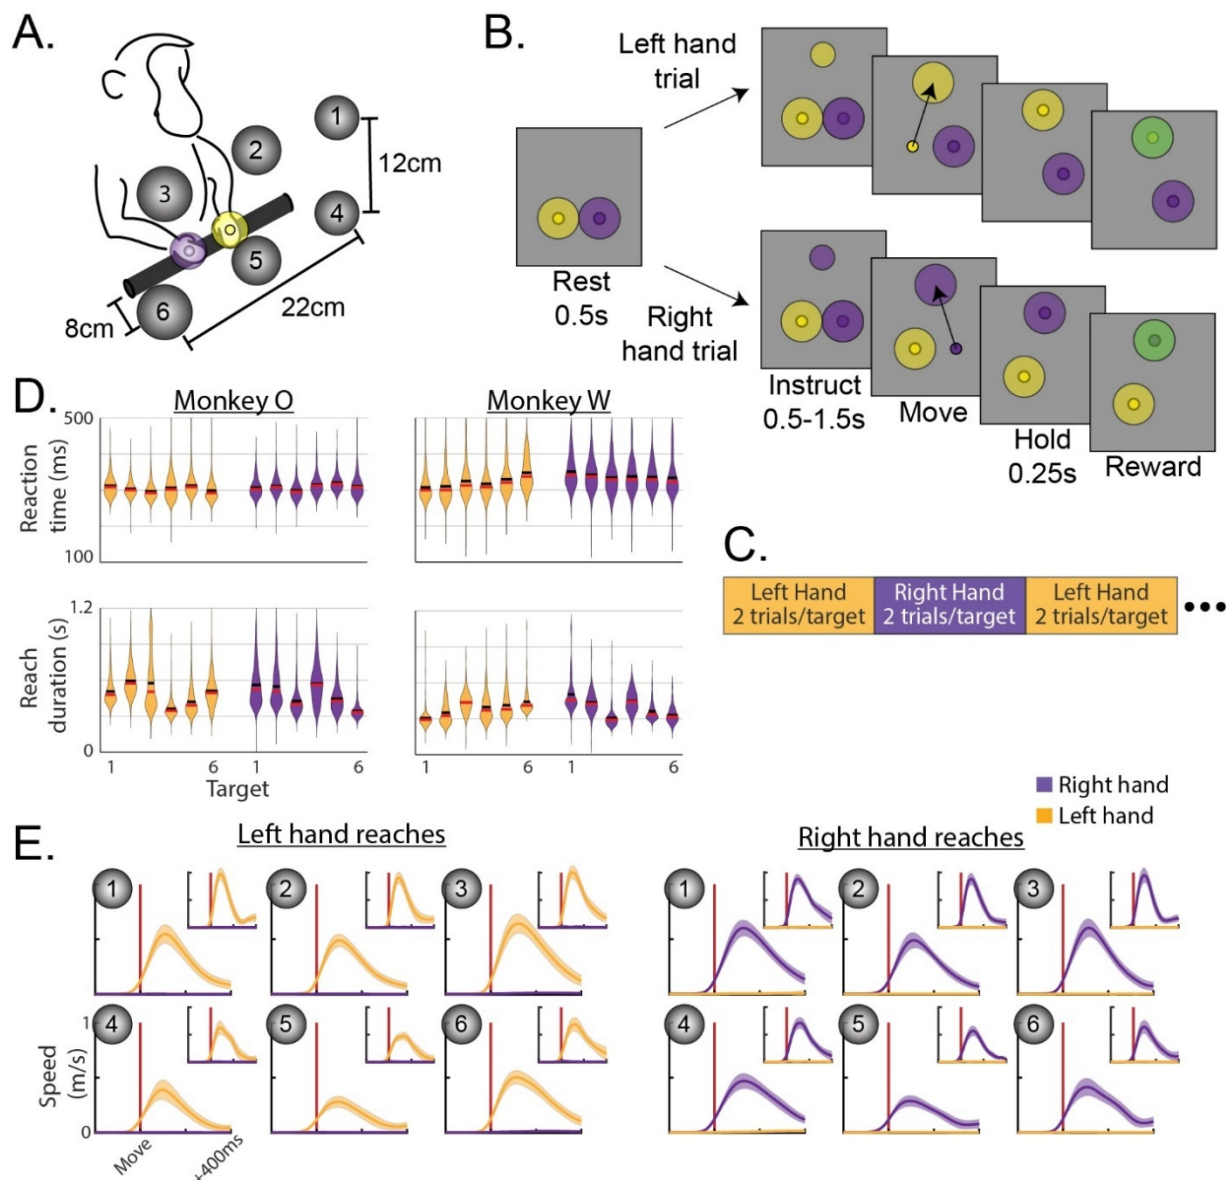 A.
1
2
3
4
5
6
12cm
22cm
8cm
B.
Left hand
trial
Rest
0.5s
Right
hand trial
Instruct
0.5-1.5s
Move
Hold
0.25s
Reward
C.
Left Hand
2 trials/target
Right Hand
2 trials/target
Left Hand
2 trials/target
•••
D.
Monkey O
Monkey W
Reaction
time (ms)
500
100
Reach
duration (s)
1.2
0
1
6
1
6
1
6
1
6
Target
Right hand
Left hand
E.
Left hand reaches
Right hand reaches
1
2
3
1
2
3
4
5
6
4
5
6
Speed
(m/s)
1
0
Move
+400ms